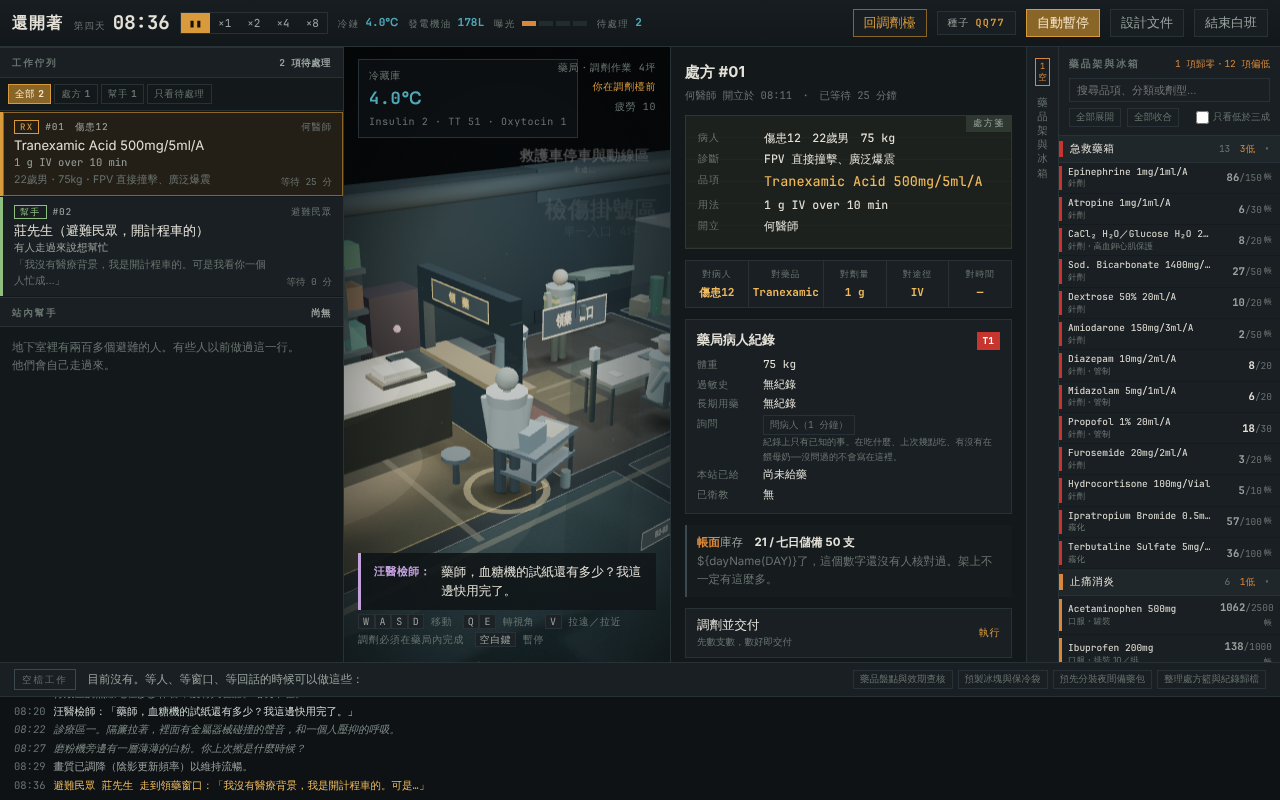 還開著 第四天 08:36 ▮▮ ×1 ×2 ×4 ×8 冷鏈 4.0°C 發電機油 178L 曝光 待處理 2 回調劑檯 種子 QQ77 自動暫停 設計文件 結束白班
工作佇列 2 項待處理
全部 2 處方 1 幫手 1 只看待處理
RX #01 傷患12 何醫師
Tranexamic Acid 500mg/5ml/A
1 g IV over 10 min
22歲男・75kg・FPV 直接撞擊、廣泛爆震 等待 25 分
幫手 #02 避難民眾
莊先生（避難民眾，開計程車的）
有人走過來說想幫忙
「我沒有醫療背景，我是開計程車的。可是我看你一個
人忙成…」 等待 0 分
站內幫手 尚無
地下室裡有兩百多個避難的人。有些人以前做過這一行。
他們會自己走過來。
冷藏庫
4.0°C
Insulin 2 · TT 51 · Oxytocin 1
藥局・調劑作業 4坪
你在調劑檯前
疲勞 10
救護車停車與動線區
檢傷掛號區
領藥
領藥 窗口
汪醫檢師： 藥師，血糖機的試紙還有多少？我這
邊快用完了。
W A S D 移動 Q E 轉視角 V 拉遠／拉近
調劑必須在藥局內完成 空白鍵 暫停
處方 #01
何醫師 開立於 08:11 · 已等待 25 分鐘
處方箋
病人 傷患12 22歲男 75 kg
診斷 FPV 直接撞擊、廣泛爆震
品項 Tranexamic Acid 500mg/5ml/A
用法 1 g IV over 10 min
開立 何醫師
對病人 對藥品 對劑量 對途徑 對時間
傷患12 Tranexamic 1 g IV —
藥局病人紀錄 T1
體重 75 kg
過敏史 無紀錄
長期用藥 無紀錄
詢問 問病人（1 分鐘）
紀錄上只有已知的事。在吃什麼、上次幾點吃、有沒有在
餵母奶——沒問過的不會寫在這裡。
本站已給 尚未給藥
已衛教 無
帳面庫存 21 / 七日儲備 50 支
${dayName(DAY)}了，這個數字還沒有人核對過。架上不
一定有這麼多。
調劑並交付
先數支數，數好即交付 執行
1
空
藥品架與冰箱
藥品架與冰箱 1 項歸零・12 項偏低
搜尋品項、分類或劑型...
全部展開 全部收合 只看低於三成
急救藥箱 13 3低
Epinephrine 1mg/1ml/A 86/150 帳
針劑
Atropine 1mg/1ml/A 6/30 帳
針劑
CaCl₂ H₂O／Glucose H₂O 2… 8/20 帳
針劑・高血鉀心肌保護
Sod. Bicarbonate 1400mg/… 27/50 帳
針劑
Dextrose 50% 20ml/A 10/20 帳
針劑
Amiodarone 150mg/3ml/A 2/50 帳
針劑
Diazepam 10mg/2ml/A 8/20
針劑・管制
Midazolam 5mg/1ml/A 6/20
針劑・管制
Propofol 1% 20ml/A 18/30
針劑・管制
Furosemide 20mg/2ml/A 3/20 帳
針劑
Hydrocortisone 100mg/Vial 5/10 帳
針劑
Ipratropium Bromide 0.5m… 57/100 帳
霧化
Terbutaline Sulfate 5mg/… 36/100 帳
霧化
止痛消炎 6 1低
Acetaminophen 500mg 1062/2500
口服・罐裝 帳
Ibuprofen 200mg 138/1000
空檔工作 目前沒有。等人、等窗口、等回話的時候可以做這些： 藥品盤點與效期查核 預製冰塊與保冷袋 預先分裝夜間備藥包 整理處方籤與紀錄歸檔
08:20 汪醫檢師：「藥師，血糖機的試紙還有多少？我這邊快用完了。」
08:22 診療區一。隔簾拉著，裡面有金屬器械碰撞的聲音，和一個人壓抑的呼吸。
08:27 磨粉機旁邊有一層薄薄的白粉。你上次擦是什麼時候？
08:29 畫質已調降（陰影更新頻率）以維持流暢。
08:36 避難民眾 莊先生 走到領藥窗口：「我沒有醫療背景，我是開計程車的。可是…」